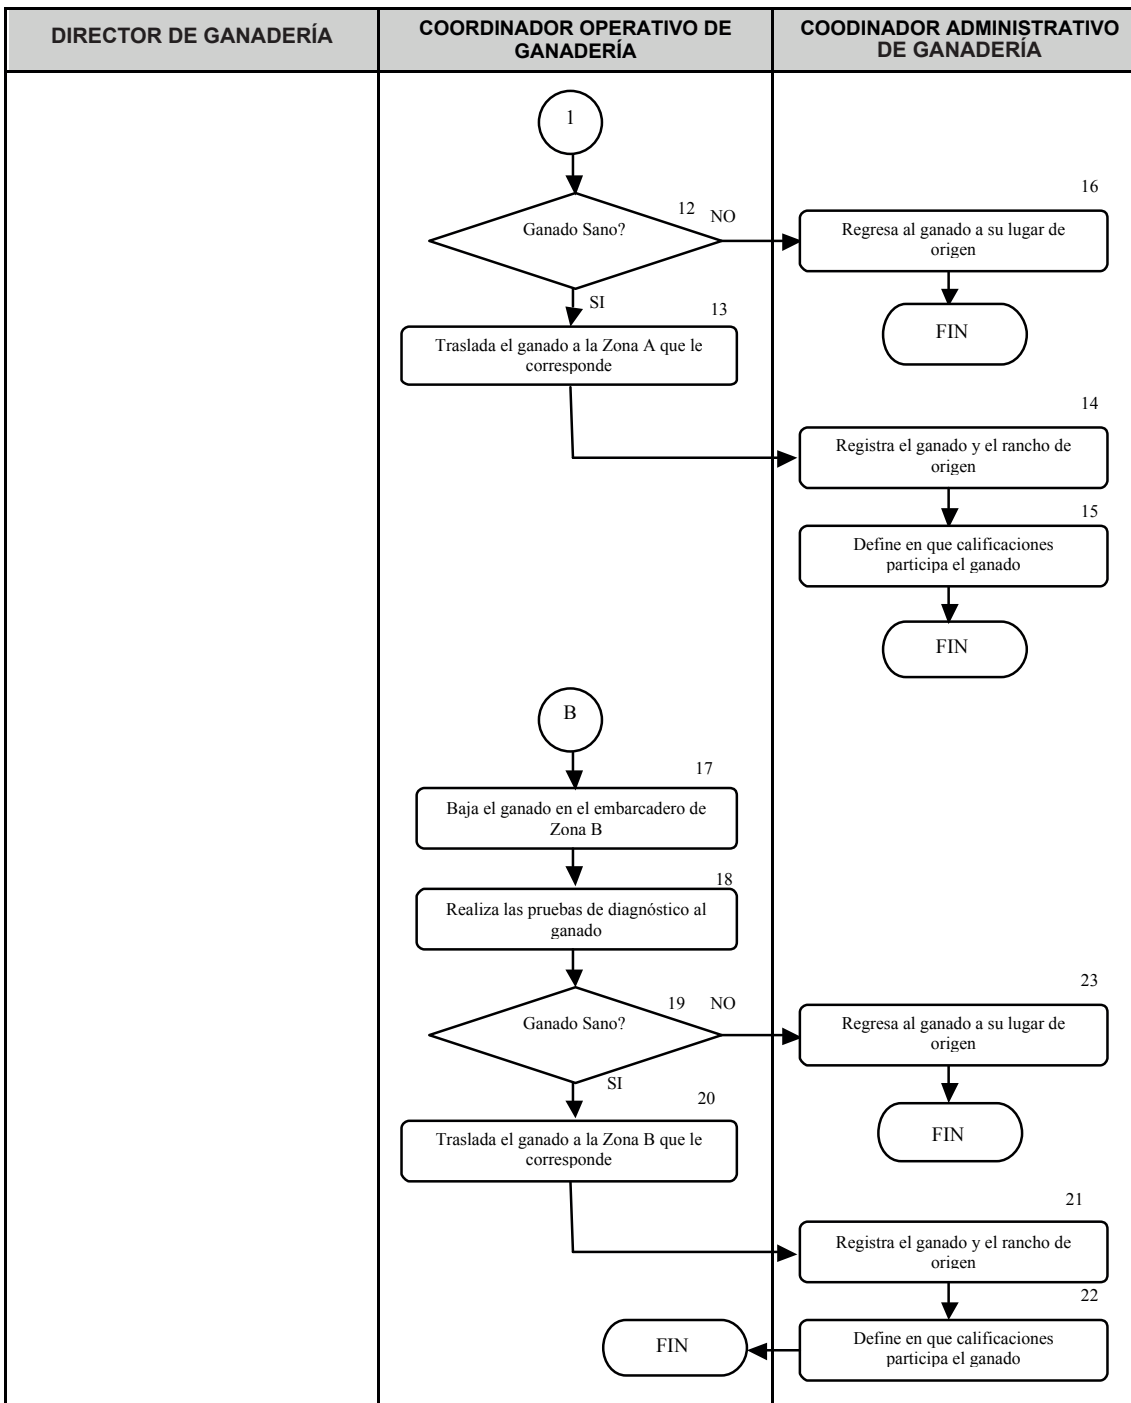 DIRECTOR DE GANADERÍA
COORDINADOR OPERATIVO DE
GANADERÍA
COODINADOR ADMINISTRATIVO
DE GANADERÍA
1
12
NO
Ganado Sano?
16
Regresa al ganado a su lugar de
origen
SI
FIN
13
Traslada el ganado a la Zona A que le
corresponde
14
Registra el ganado y el rancho de
origen
15
Define en que calificaciones
participa el ganado
FIN
B
17
Baja el ganado en el embarcadero de
Zona B
18
Realiza las pruebas de diagnóstico al
ganado
19
NO
Ganado Sano?
23
Regresa al ganado a su lugar de
origen
SI
FIN
20
Traslada el ganado a la Zona B que le
corresponde
21
Registra el ganado y el rancho de
origen
22
Define en que calificaciones
participa el ganado
FIN